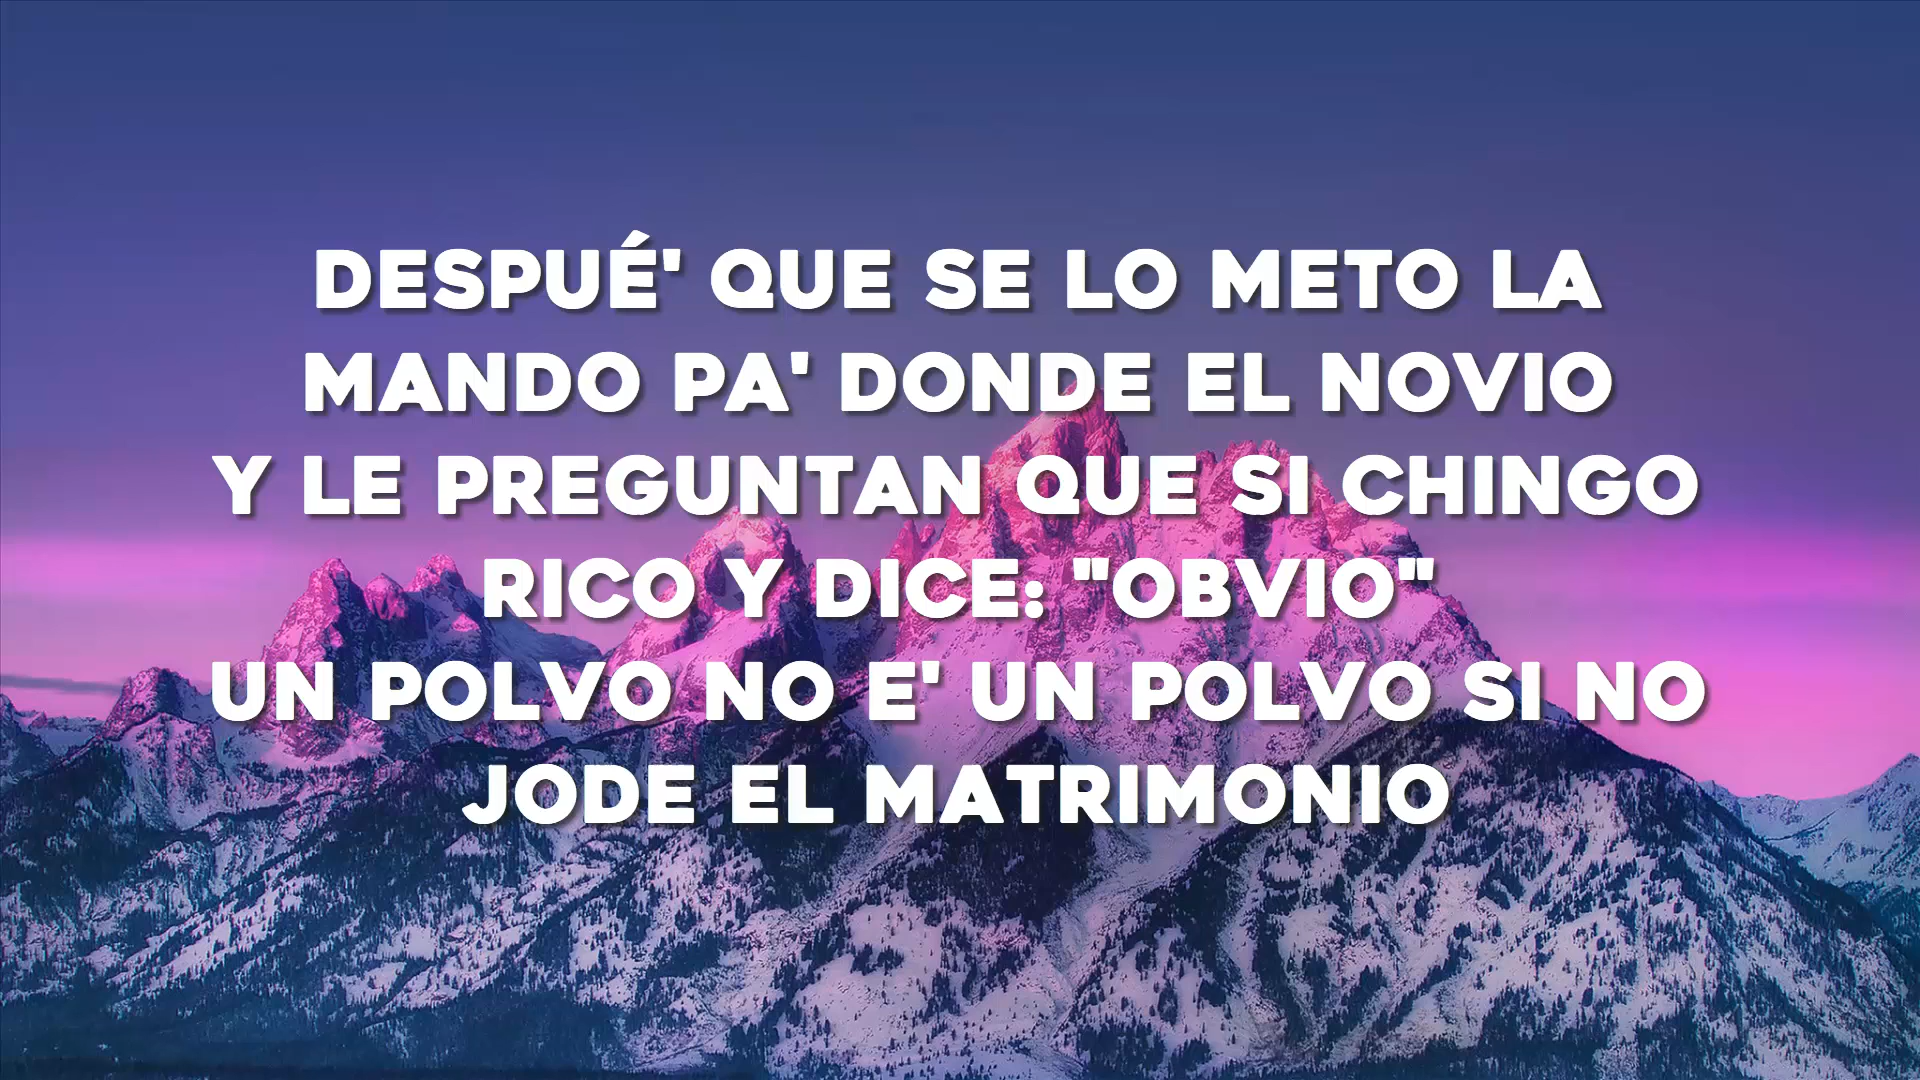 DESPUÉ' QUE SE LO METO LA
MANDO PA' DONDE EL NOVIO
Y LE PREGUNTAN QUE SI CHINGO
RICO Y DICE: "OBVIO"
UN POLVO NO E' UN POLVO SI NO
JODE EL MATRIMONIO